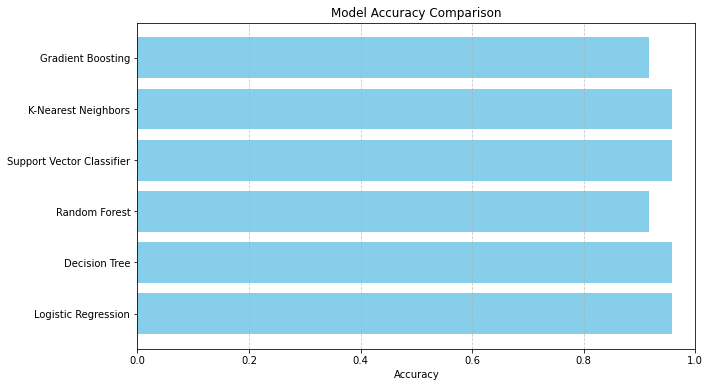 Model Accuracy Comparison
Gradient Boosting
K-Nearest Neighbors
Support Vector Classifier
Random Forest
Decision Tree
Logistic Regression
0.0 0.2 0.4 0.6 0.8 1.0
Accuracy